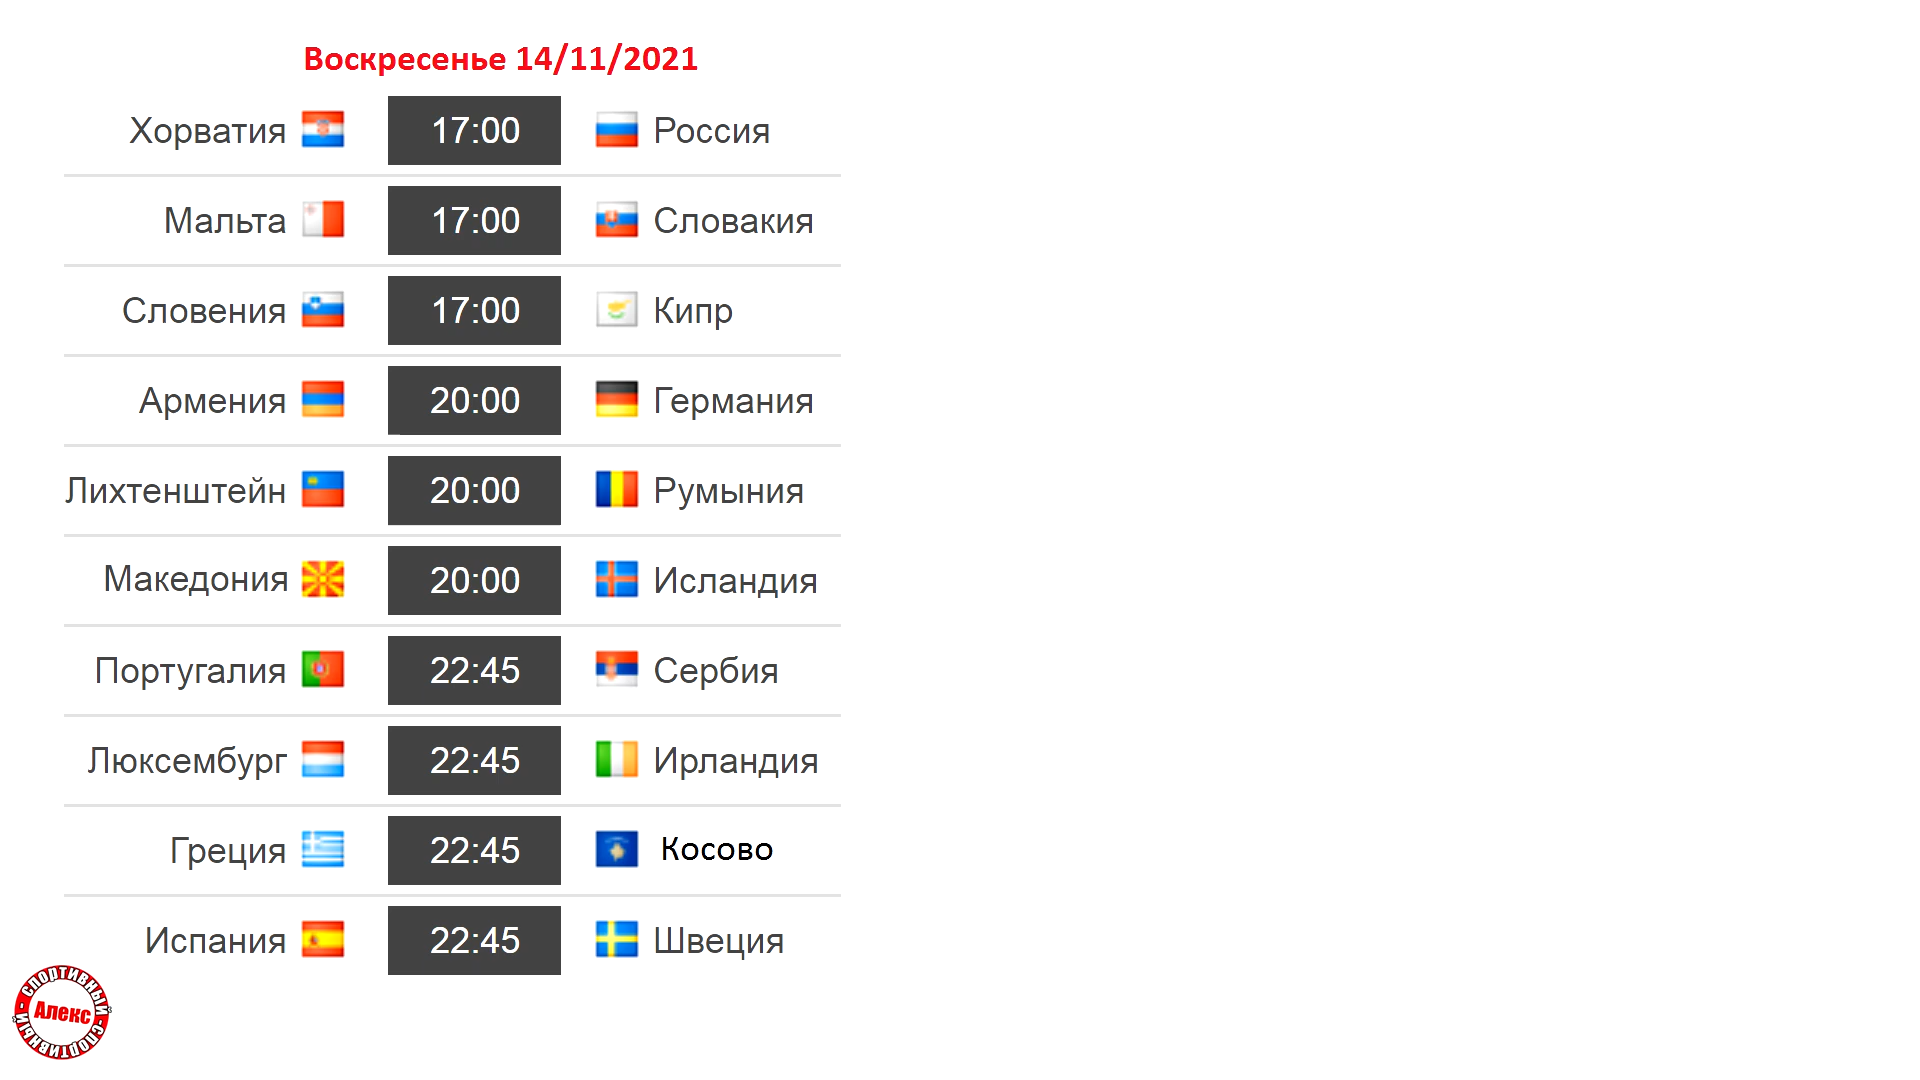 Воскресенье 14/11/2021
Хорватия 17:00 Россия
Мальта 17:00 Словакия
Словения 17:00 Кипр
Армения 20:00 Германия
Лихтенштейн 20:00 Румыния
Македония 20:00 Исландия
Португалия 22:45 Сербия
Люксембург 22:45 Ирландия
Греция 22:45 Косово
Испания 22:45 Швеция
СПОРТИВНЫЙ
Алекс
СПОРТИВНЫЙ